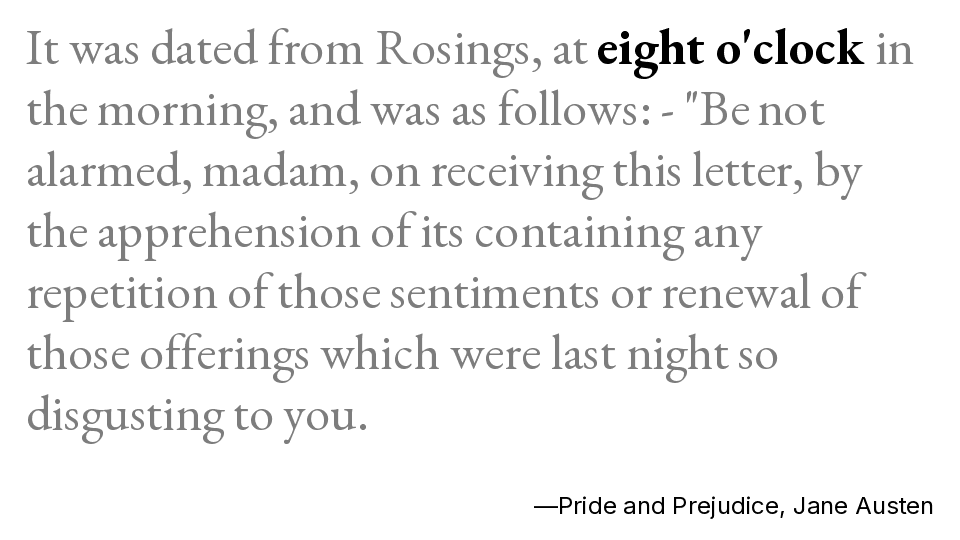 It was dated from Rosings, at eight o'clock in
the morning, and was as follows: - "Be not
alarmed, madam, on receiving this letter, by
the apprehension of its containing any
repetition of those sentiments or renewal of
those offerings which were last night so
disgusting to you.
—Pride and Prejudice, Jane Austen